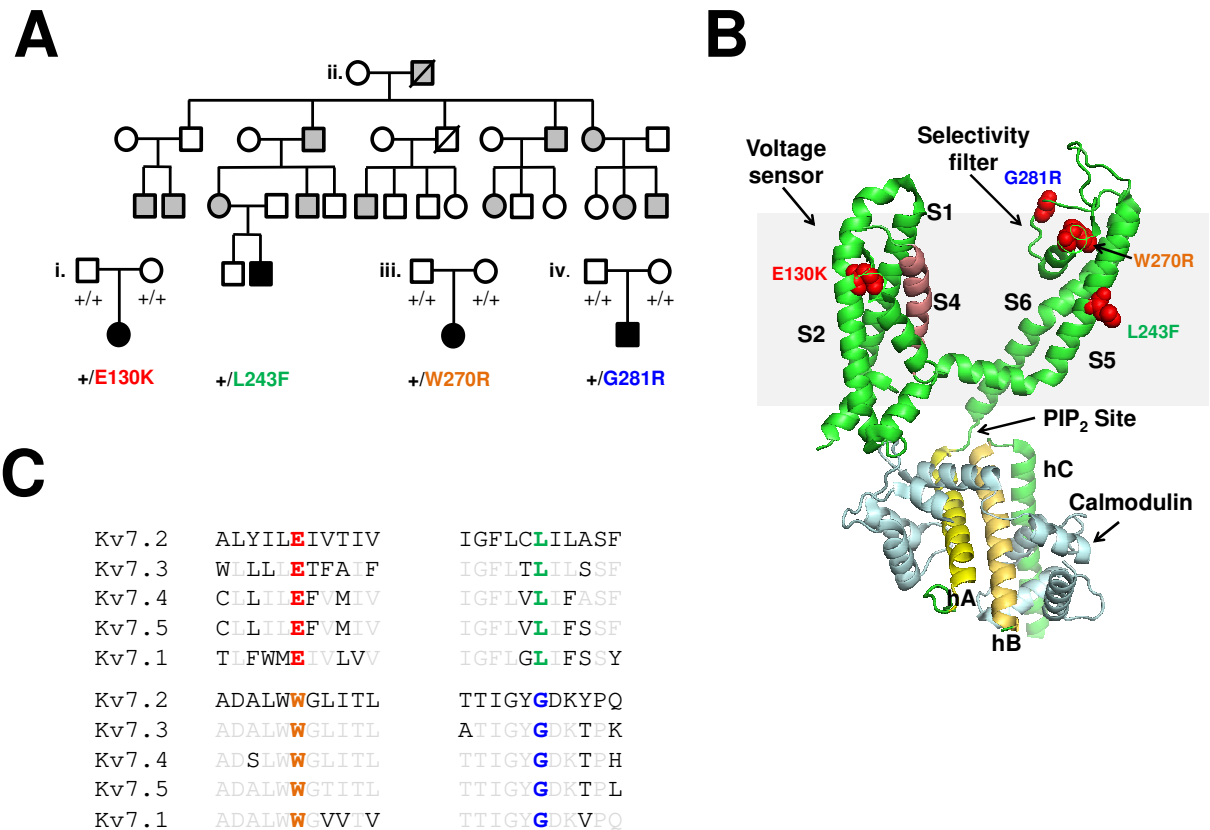 A
ii.
i.
iii.
iv.
+/+ +/+
+/+ +/+
+/+ +/+
+/E130K
+/L243F
+/W270R
+/G281R
B
Voltage
sensor
Selectivity
filter
G281R
S1
E130K
W270R
S4
S6
S2
L243F
S5
PIP2 Site
hC
Calmodulin
hA
hB
C
Kv7.2 ALYILEIVTIV IGFLCLILASF
Kv7.3 WLLLLETFAIF IGFLTLILSSF
Kv7.4 CLLILEFVMIV IGFLVLIFASF
Kv7.5 CLLILEFVMIV IGFLVLIFSSF
Kv7.1 TLFWMEIVLVV IGFLGLIFSSY
Kv7.2 ADALWWGLITL TTIGYGDKYPQ
Kv7.3 ADALWWGLITL ATIGYGDKTPK
Kv7.4 ADSLWWGLITL TTIGYGDKTPH
Kv7.5 ADALWWGTITL TTIGYGDKTPL
Kv7.1 ADALWWGVVTV TTIGYGDKVPQ